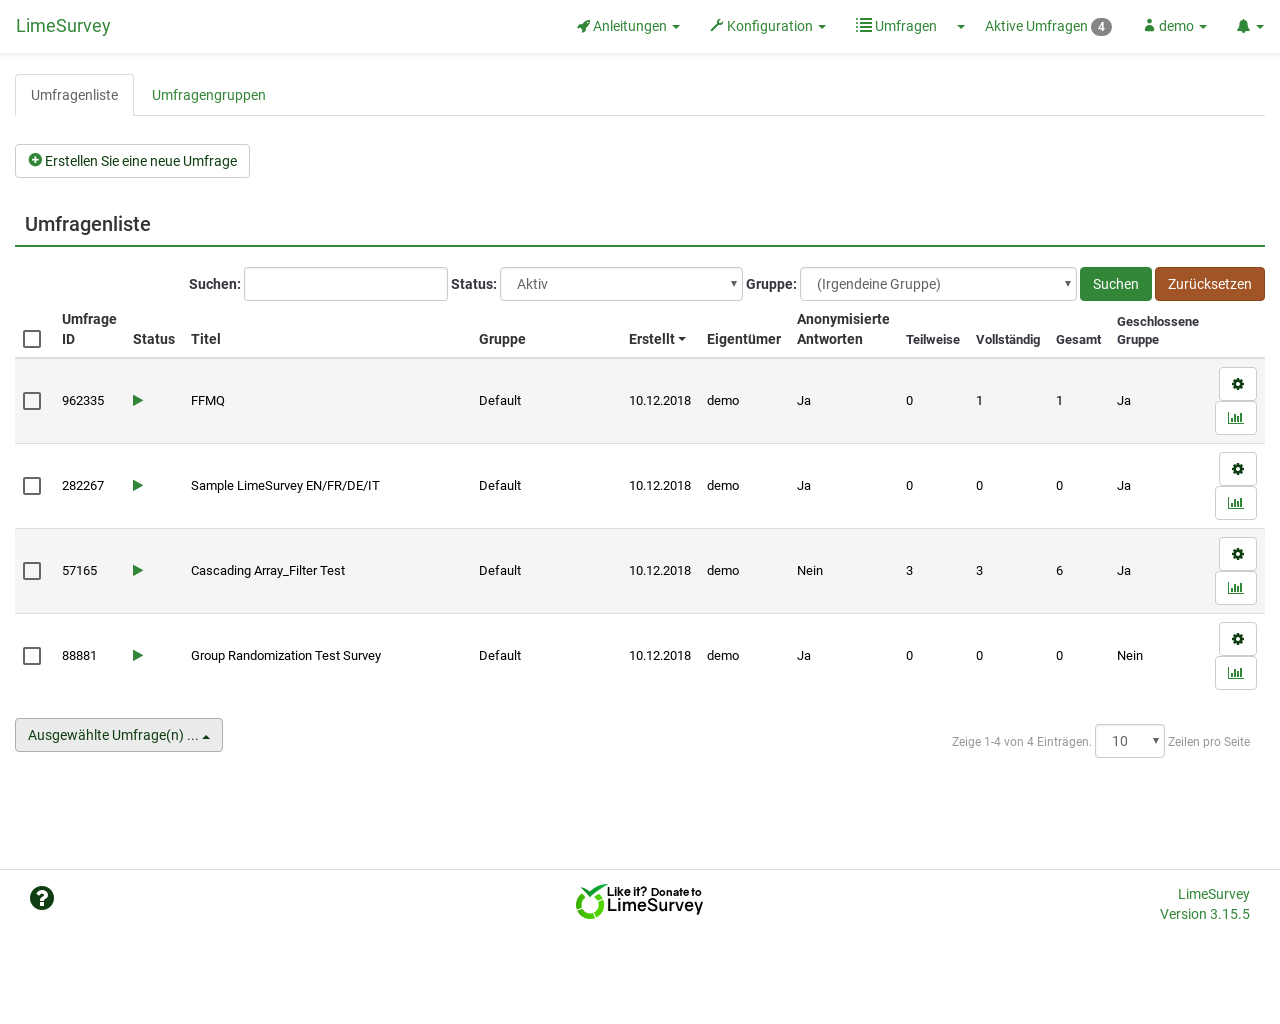 LimeSurvey Anleitungen Konfiguration Umfragen Aktive Umfragen 4 demo
Umfragenliste Umfragengruppen
Erstellen Sie eine neue Umfrage
Umfragenliste
Suchen: Status: Aktiv Gruppe: (Irgendeine Gruppe) Suchen Zurücksetzen
Umfrage ID Status Titel Gruppe Erstellt Eigentümer Anonymisierte Antworten Teilweise Vollständig Gesamt Geschlossene Gruppe
962335 FFMQ Default 10.12.2018 demo Ja 0 1 1 Ja
282267 Sample LimeSurvey EN/FR/DE/IT Default 10.12.2018 demo Ja 0 0 0 Ja
57165 Cascading Array_Filter Test Default 10.12.2018 demo Nein 3 3 6 Ja
88881 Group Randomization Test Survey Default 10.12.2018 demo Ja 0 0 0 Nein
Ausgewählte Umfrage(n) ... Zeige 1-4 von 4 Einträgen. 10 Zeilen pro Seite
Like it? Donate to
LimeSurvey
LimeSurvey
Version 3.15.5